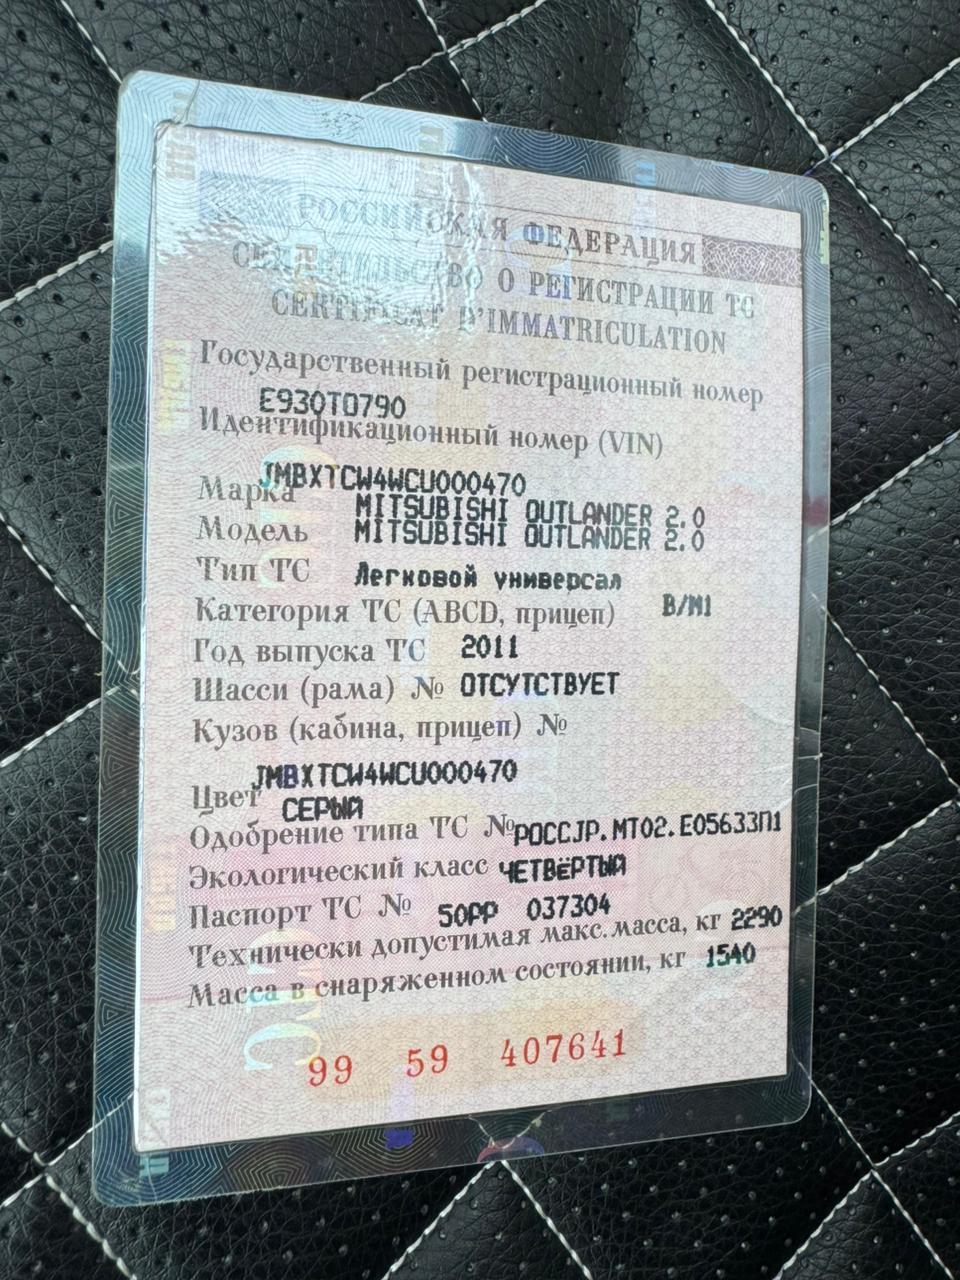 РОССИЙСКАЯ ФЕДЕРАЦИЯ
СВИДЕТЕЛЬСТВО О РЕГИСТРАЦИИ ТС
CERTIFICAT D'IMMATRICULATION
Государственный регистрационный номер
Е930ТО790
Идентификационный номер (VIN)
JMBXTCW4WCU000470
Марка MITSUBISHI OUTLANDER 2.0
Модель MITSUBISHI OUTLANDER 2.0
Тип ТС Легковой универсал
Категория ТС (ABCD, прицеп) B/M1
Год выпуска ТС 2011
Шасси (рама) № ОТСУТСТВУЕТ
Кузов (кабина, прицеп) №
JMBXTCW4WCU000470
Цвет СЕРЫЙ
Одобрение типа ТС № РОССJP.МТ02.Е05633П1
Экологический класс ЧЕТВЁРТЫЙ
Паспорт ТС № 50РР 037304
Технически допустимая макс. масса, кг 2290
Масса в снаряженном состоянии, кг 1540
99 59 407641